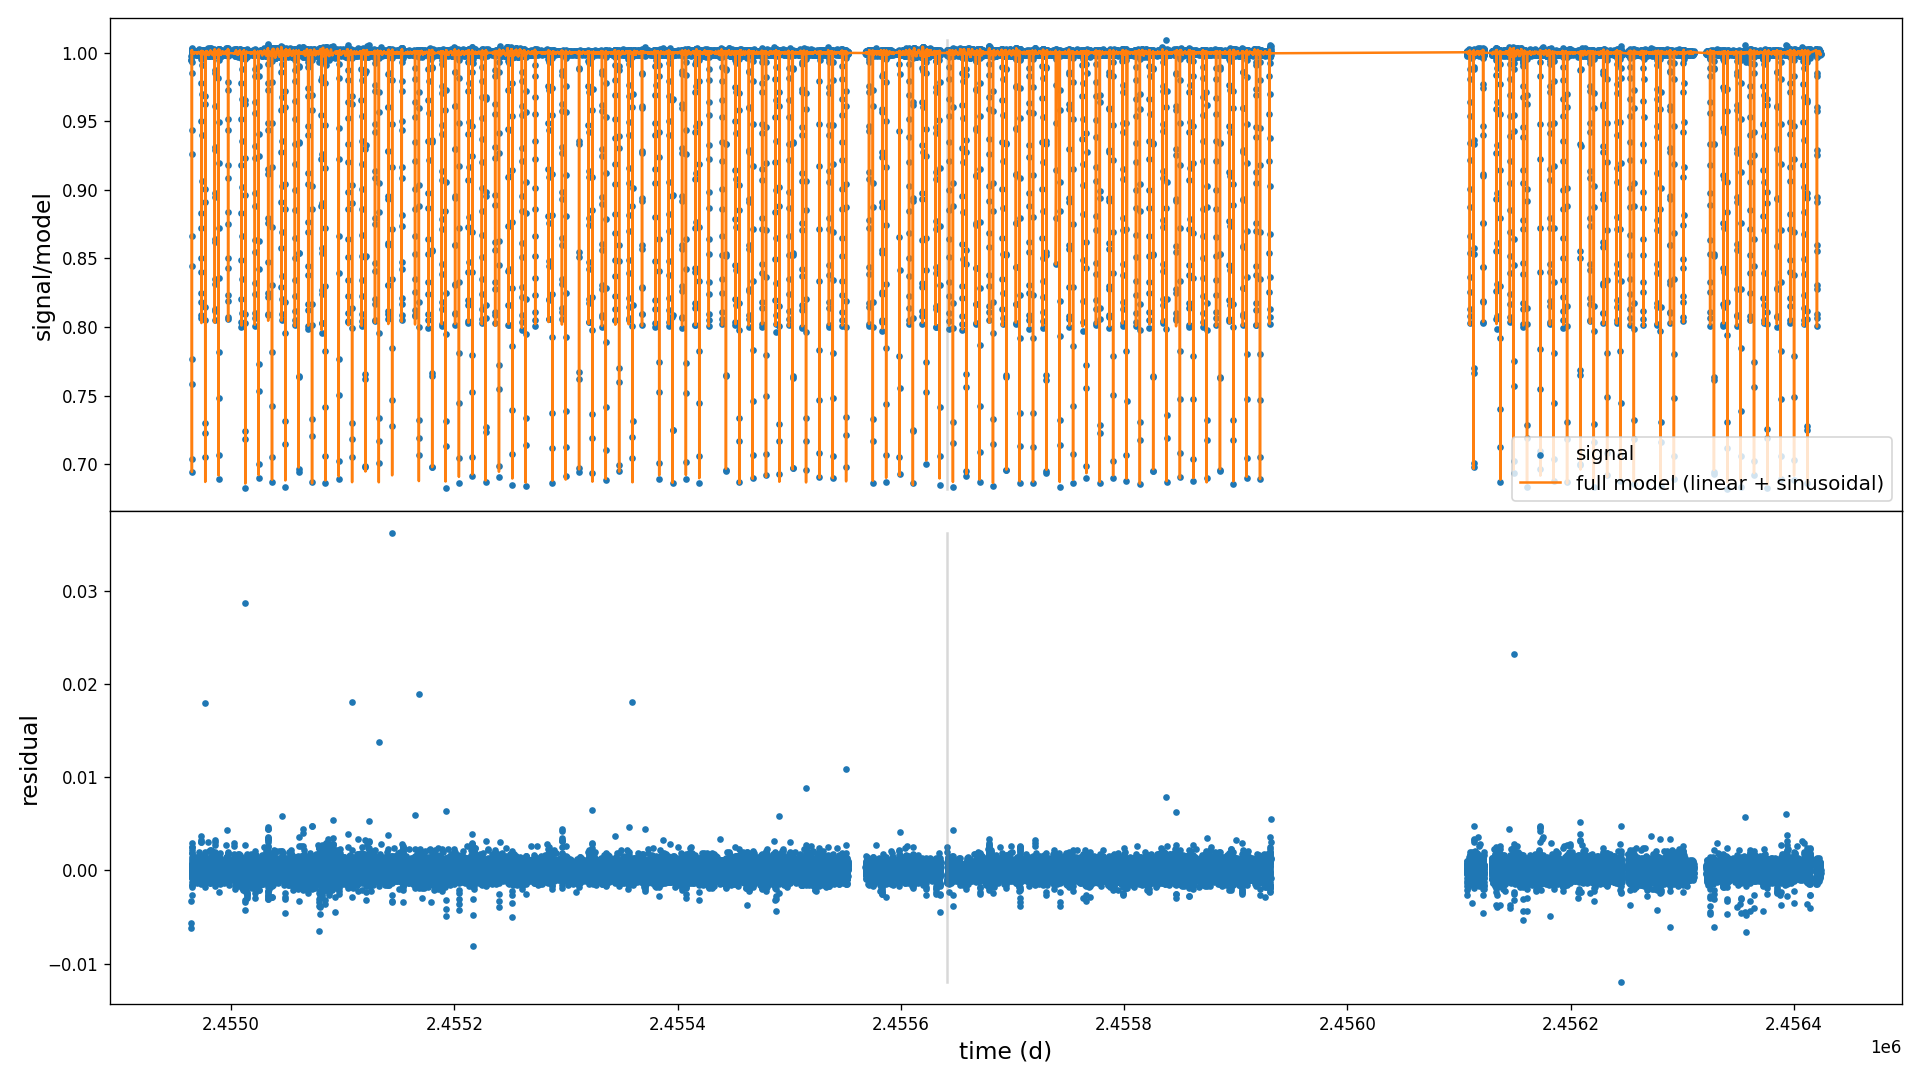 1.00
0.95
0.90
0.85
0.80
0.75
0.70
signal/model
signal
full model (linear + sinusoidal)
0.03
0.02
0.01
0.00
−0.01
residual
2.4550 2.4552 2.4554 2.4556 2.4558 2.4560 2.4562 2.4564
1e6
time (d)